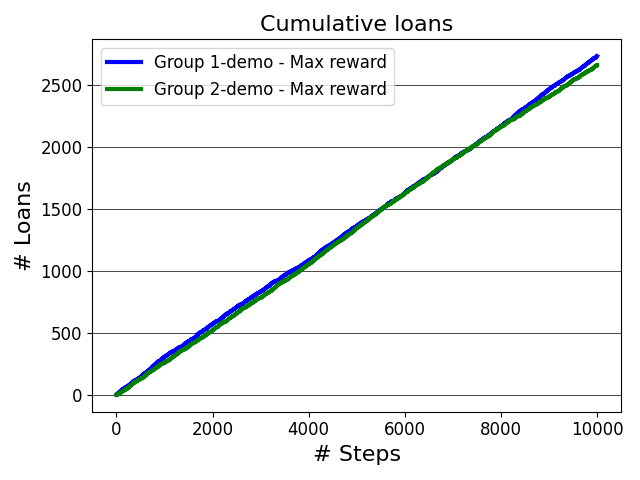 Cumulative loans
Group 1-demo - Max reward
Group 2-demo - Max reward
# Loans
2500
2000
1500
1000
500
0
0 2000 4000 6000 8000 10000
# Steps